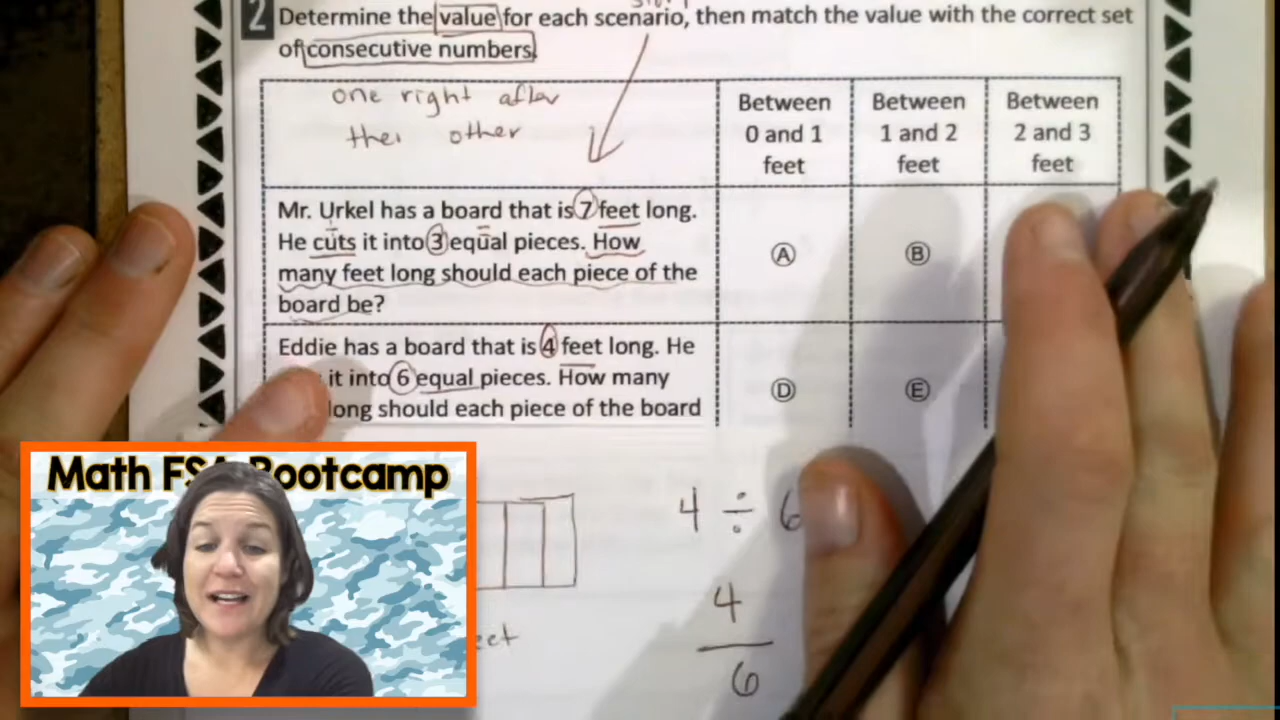 2 Determine the value for each scenario, then match the value with the correct set
of consecutive numbers.
one right after
the other
Between
0 and 1
feet
Between
1 and 2
feet
Between
2 and 3
feet
Mr. Urkel has a board that is 7 feet long.
He cuts it into 3 equal pieces. How
many feet long should each piece of the
board be?
A
B
Eddie has a board that is 4 feet long. He
it into 6 equal pieces. How many
long should each piece of the board
D
E
4 ÷ 6
4
6
Math FSA Bootcamp